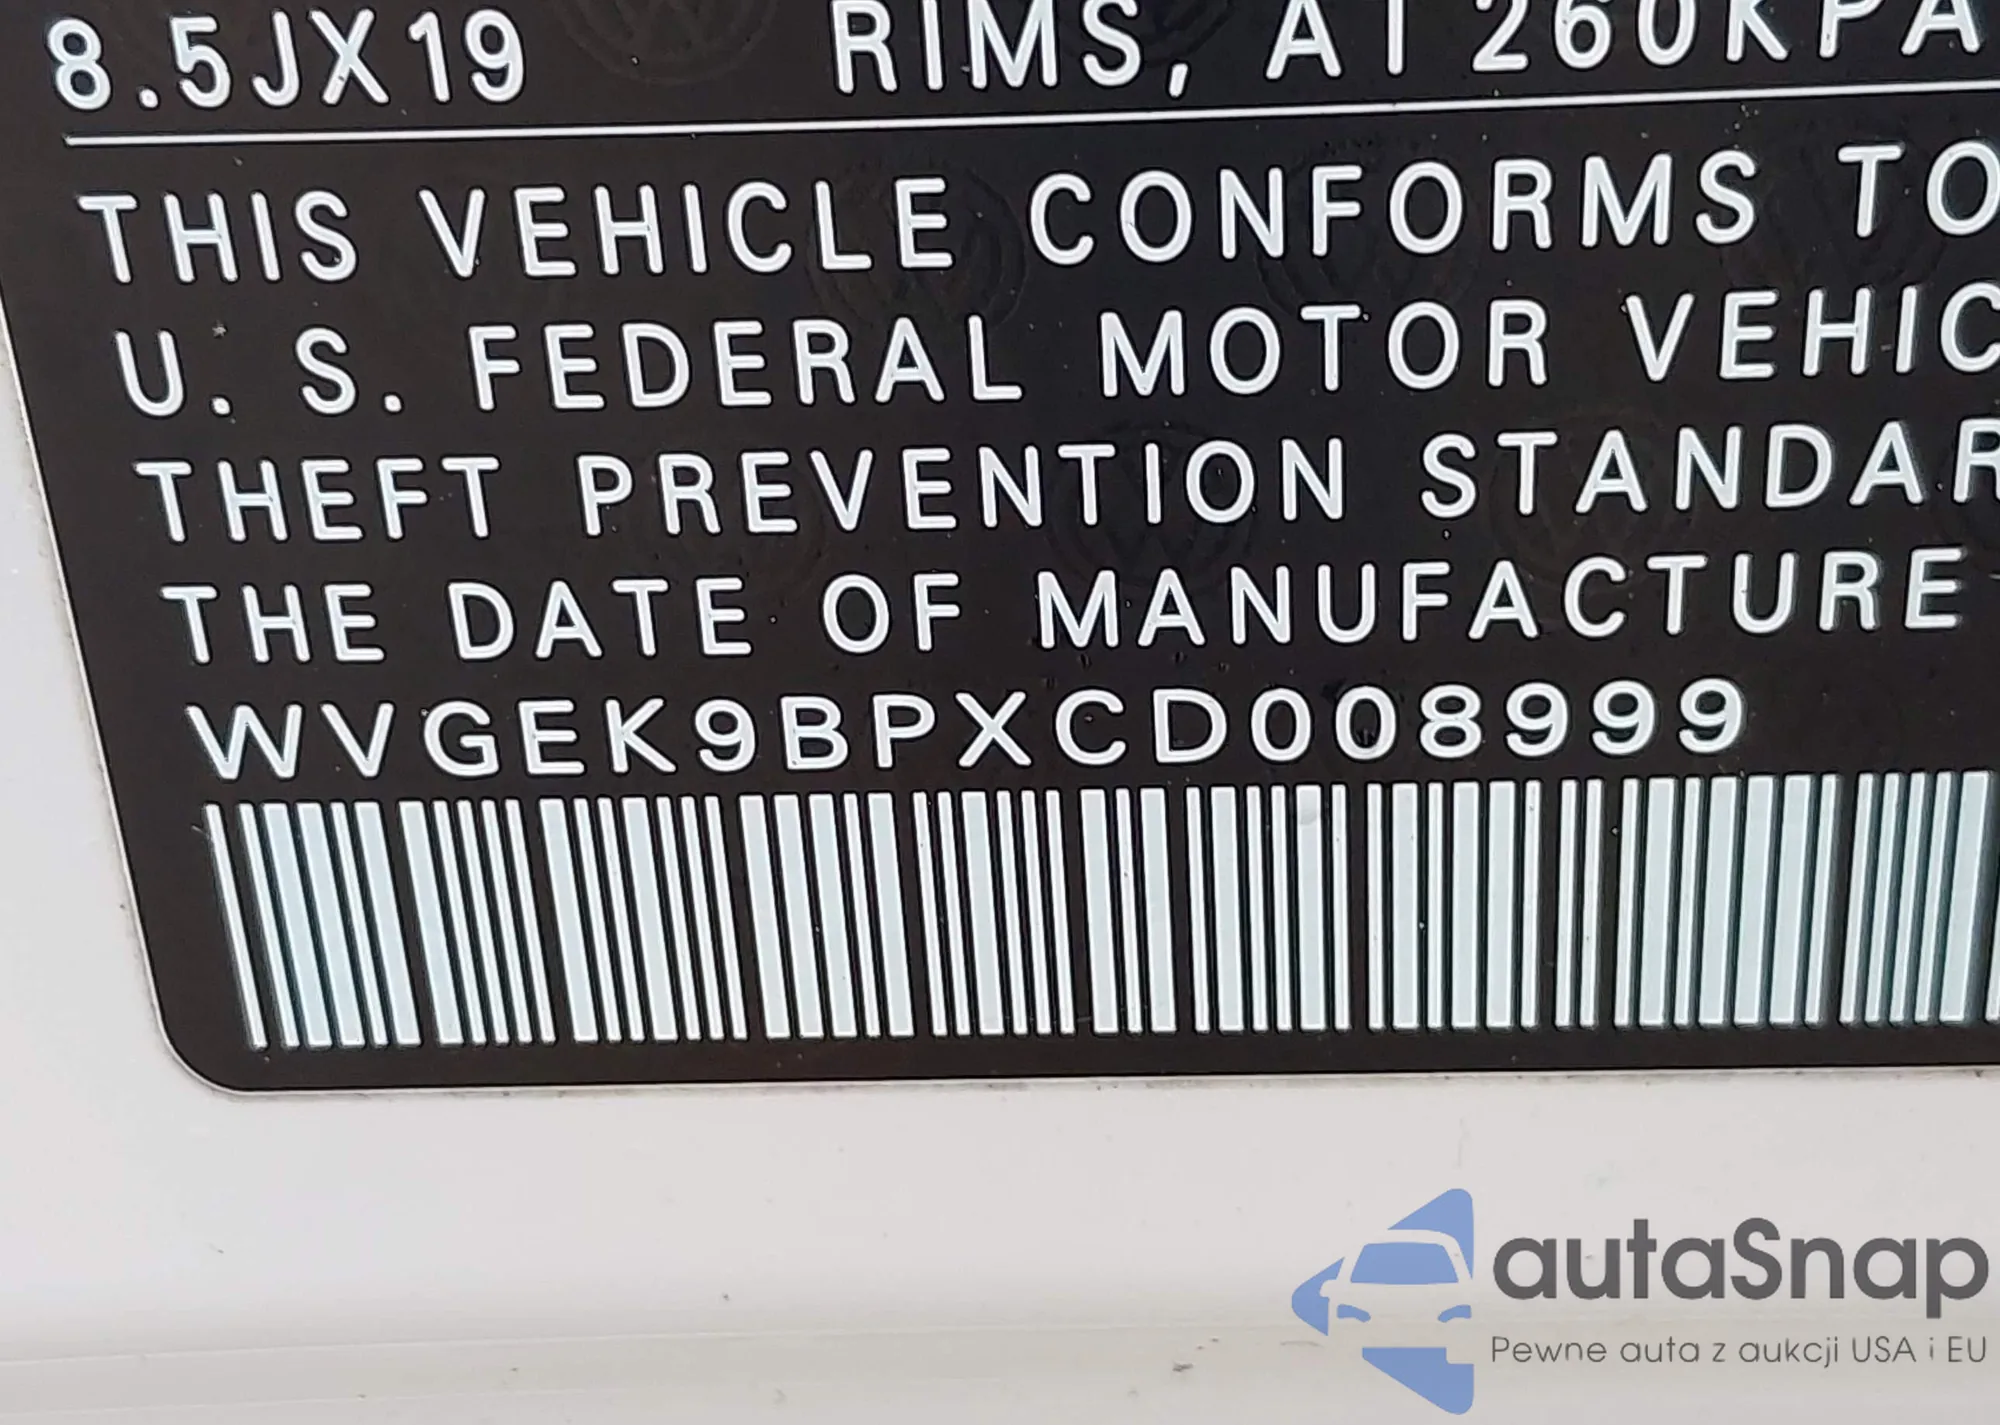 8.5JX19 RIMS, AT 260KPA
THIS VEHICLE CONFORMS TO
U. S. FEDERAL MOTOR VEHIC
THEFT PREVENTION STANDAR
THE DATE OF MANUFACTURE
WVGEK9BPXCD008999
autaSnap
Pewne auta z aukcji USA i EU